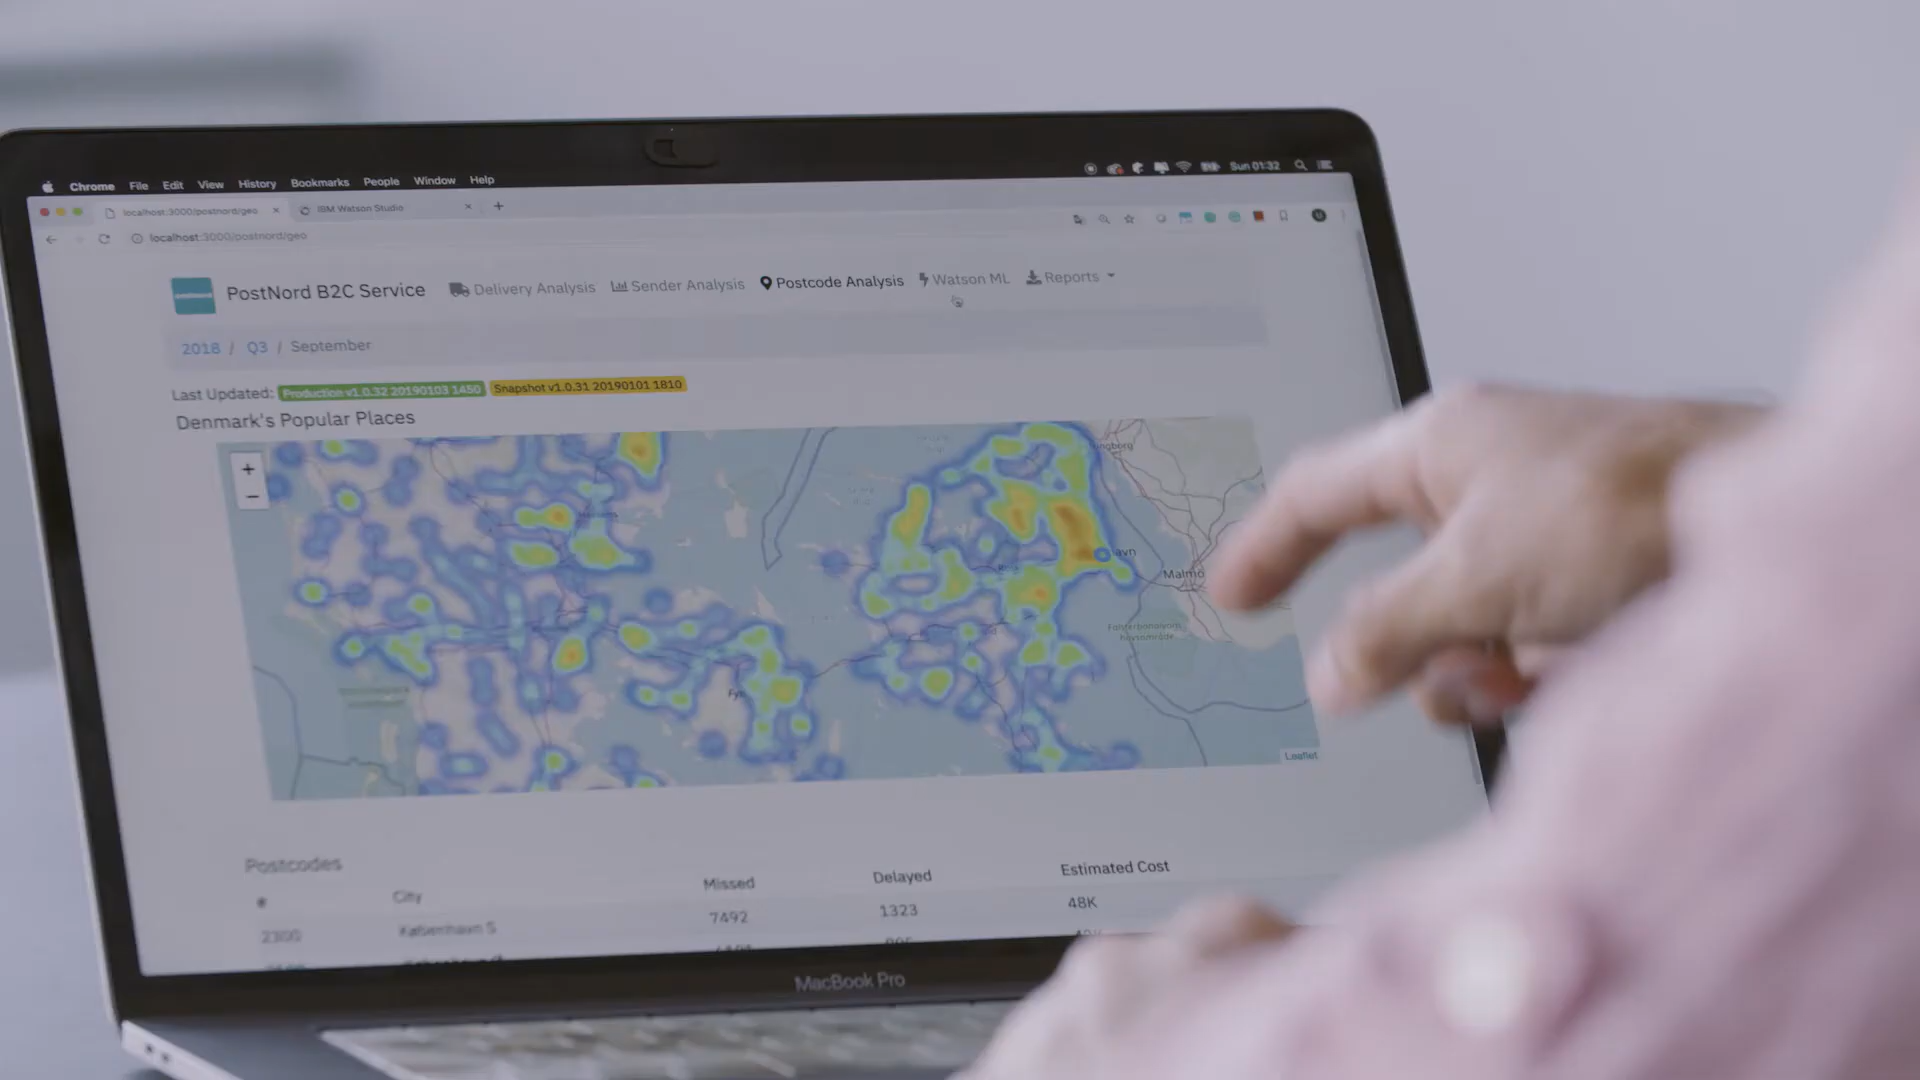 Chrome File Edit View History Bookmarks People Window Help Sun 01:32
localhost:3000/postnord/geo IBM Watson Studio
localhost:3000/postnord/geo
PostNord B2C Service Delivery Analysis Sender Analysis Postcode Analysis Watson ML Reports
2018 / Q3 / September
Last Updated: Production v1.0.32 20190103 1450 Snapshot v1.0.31 20190101 1810
Denmark's Popular Places
+
−
avn
Malmö
Leaflet
Postcodes
# City Missed Delayed Estimated Cost
2300 København S 7492 1323 48K
MacBook Pro